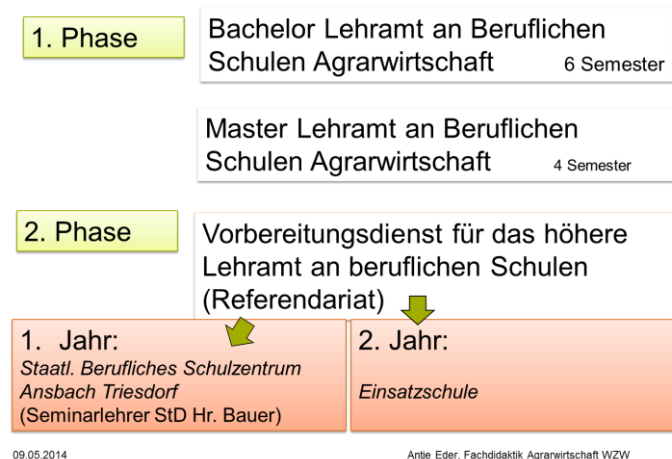 1. Phase
Bachelor Lehramt an Beruflichen
Schulen Agrarwirtschaft 6 Semester
Master Lehramt an Beruflichen
Schulen Agrarwirtschaft 4 Semester
2. Phase
Vorbereitungsdienst für das höhere
Lehramt an beruflichen Schulen
(Referendariat)
1. Jahr:
Staatl. Berufliches Schulzentrum
Ansbach Triesdorf
(Seminarlehrer StD Hr. Bauer)
2. Jahr:
Einsatzschule
09.05.2014
Antje Eder, Fachdidaktik Agrarwirtschaft WZW